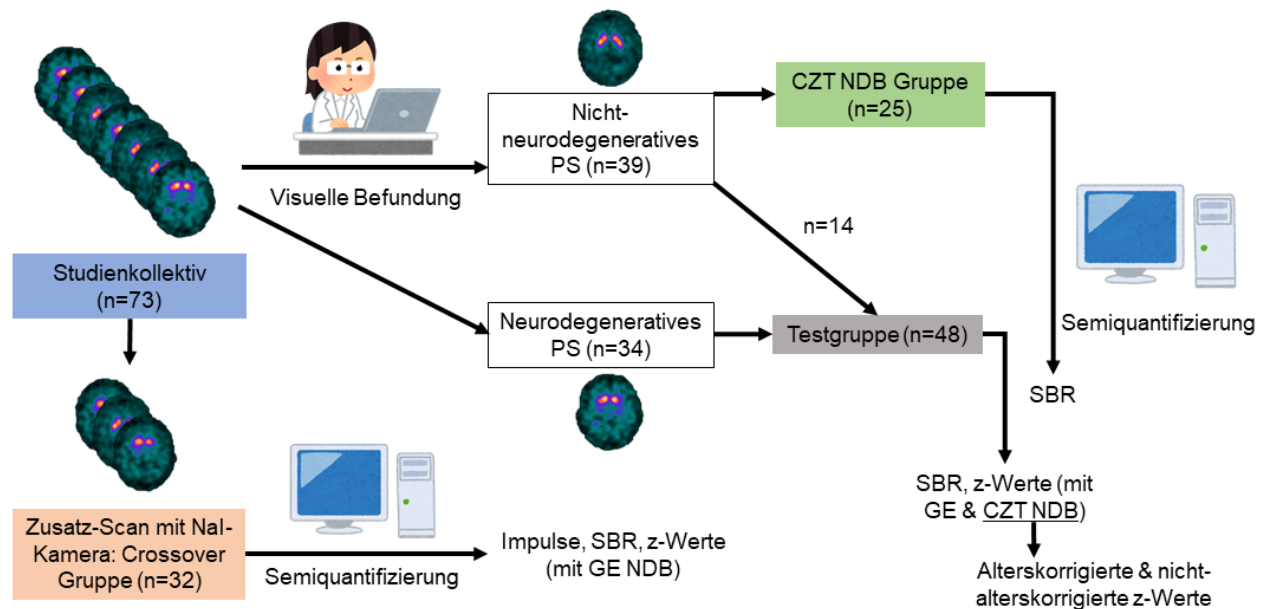 Nicht-
neurodegeneratives
PS (n=39)
CZT NDB Gruppe
(n=25)
Visuelle Befundung
n=14
Studienkollektiv
(n=73)
Neurodegeneratives
PS (n=34)
Testgruppe (n=48)
Semiquantifizierung
SBR
Zusatz-Scan mit NaI-
Kamera: Crossover
Gruppe (n=32)
Semiquantifizierung
Impulse, SBR, z-Werte
(mit GE NDB)
SBR, z-Werte (mit
GE & CZT NDB)
Alterskorrigierte & nicht-
alterskorrigierte z-Werte